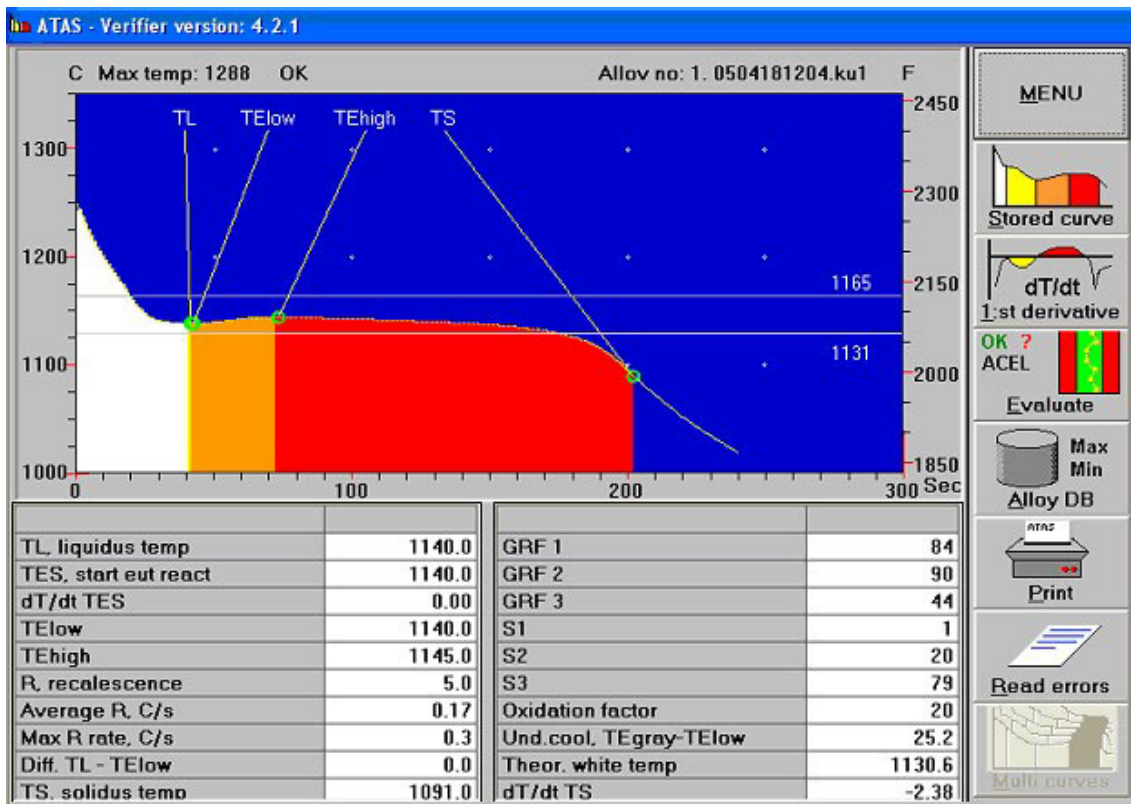 ATAS - Verifier version: 4.2.1
C Max temp: 1288 OK Allov no: 1. 0504181204.ku1 F
TL TElow TEhigh TS
2450
1300
2300
1200
1165
2150
1131
1100
2000
1000
1850
0 100 200 300 Sec
MENU
Stored curve
dT/dt
1:st derivative
OK ?
ACEL
Evaluate
Max
Min
Alloy DB
ATAS
Print
Read errors
Multi curves
TL, liquidus temp 1140.0
TES, start eut react 1140.0
dT/dt TES 0.00
TElow 1140.0
TEhigh 1145.0
R, recalescence 5.0
Average R, C/s 0.17
Max R rate, C/s 0.3
Diff. TL - TElow 0.0
TS, solidus temp 1091.0
GRF 1 84
GRF 2 90
GRF 3 44
S1 1
S2 20
S3 79
Oxidation factor 20
Und.cool, TEgray-TElow 25.2
Theor. white temp 1130.6
dT/dt TS -2.38